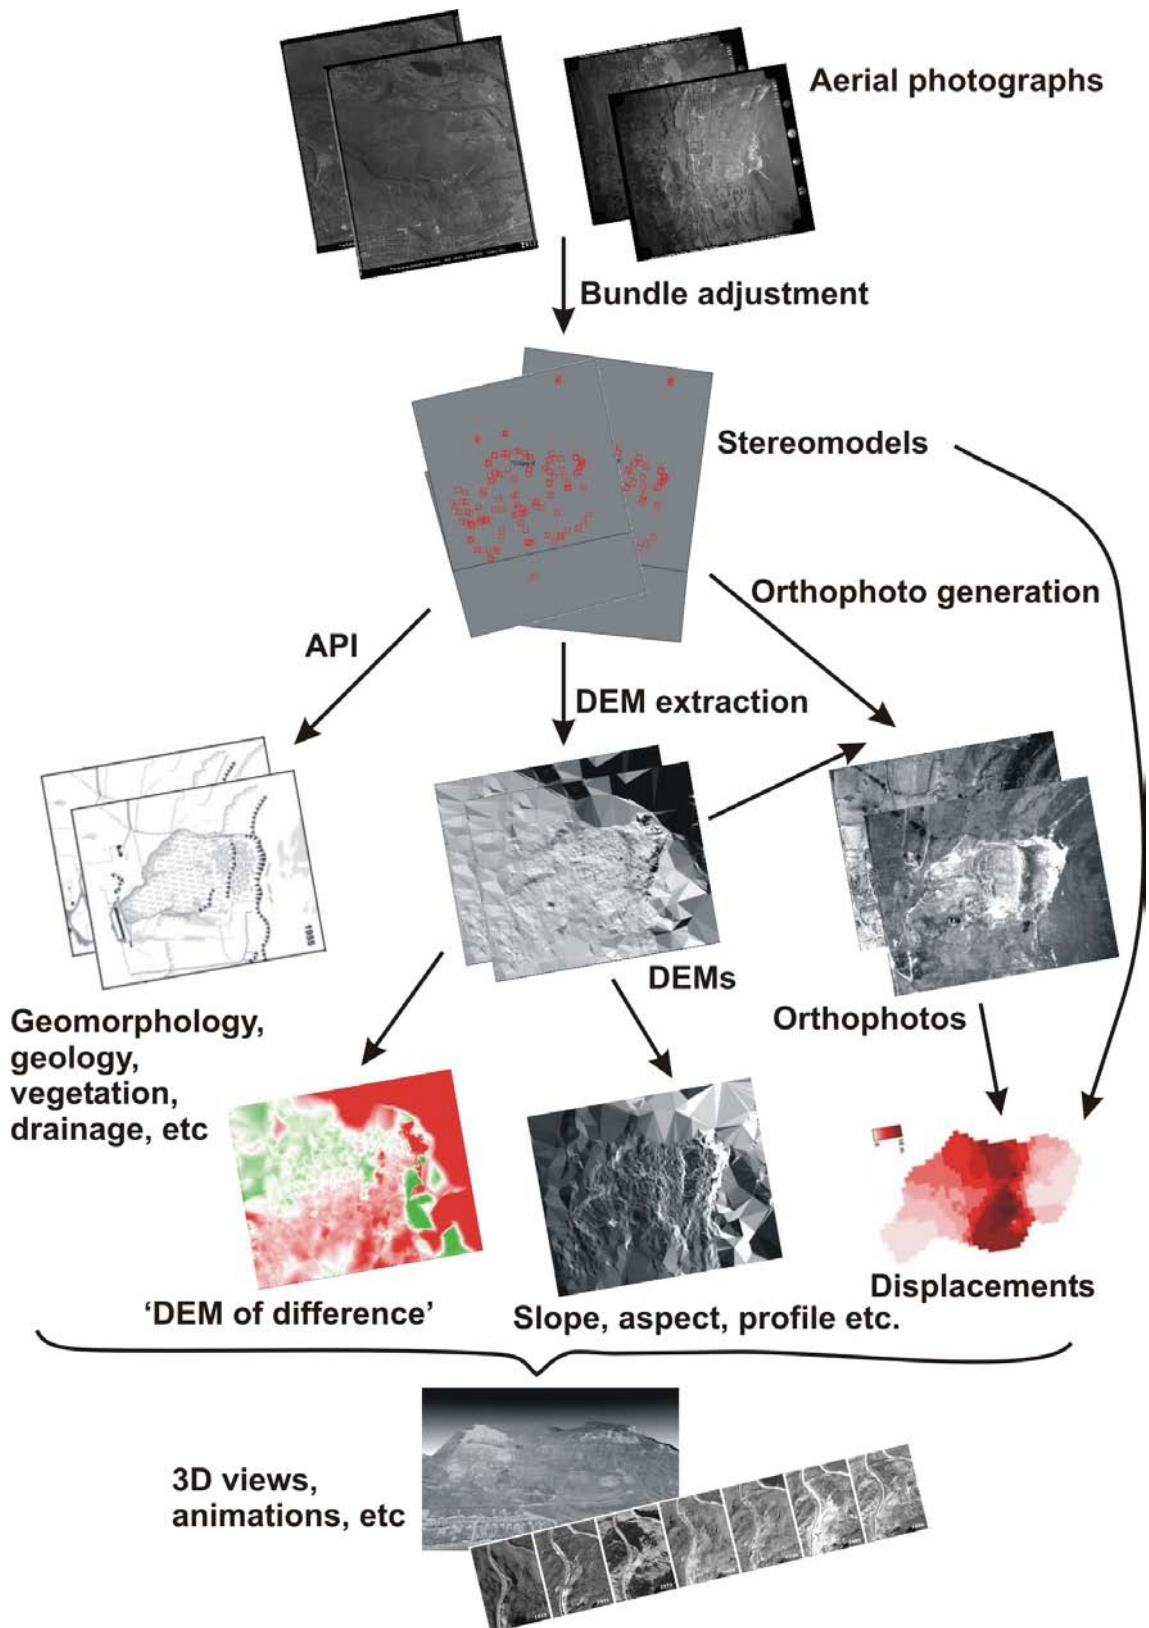 Aerial photographs
Bundle adjustment
Stereomodels
Orthophoto generation
API
DEM extraction
1955
DEMs
Orthophotos
Geomorphology,
geology,
vegetation,
drainage, etc
Displacements
'DEM of difference'
Slope, aspect, profile etc.
3D views,
animations, etc